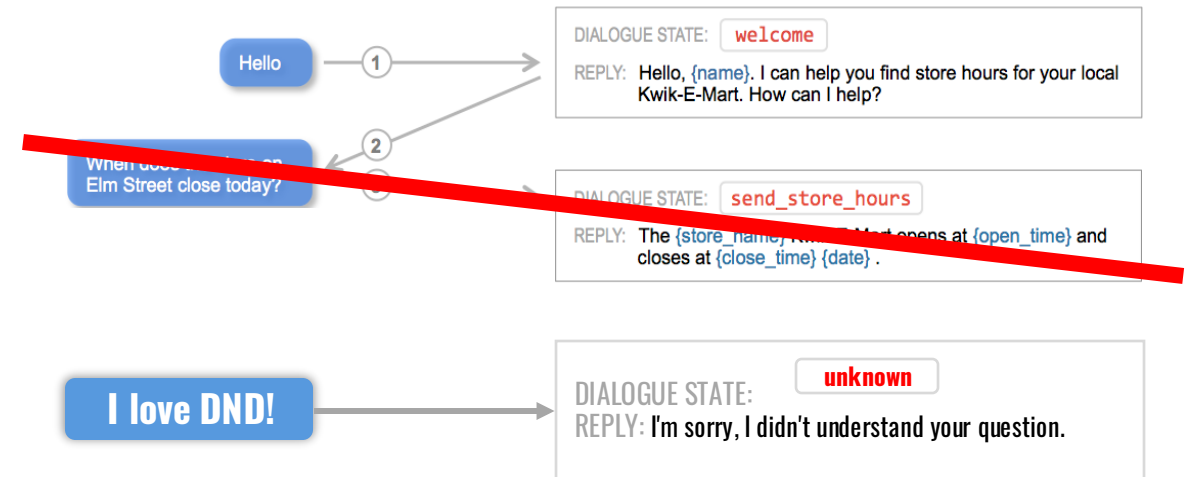 Hello
1
DIALOGUE STATE: welcome
REPLY: Hello, {name}. I can help you find store hours for your local
Kwik-E-Mart. How can I help?
2
When does
Elm Street close today?
DIALOGUE STATE: send_store_hours
REPLY: The {store_name} Kwik-E-Mart opens at {open_time} and
closes at {close_time} {date} .
I love DND!
DIALOGUE STATE: unknown
REPLY: I'm sorry, I didn't understand your question.